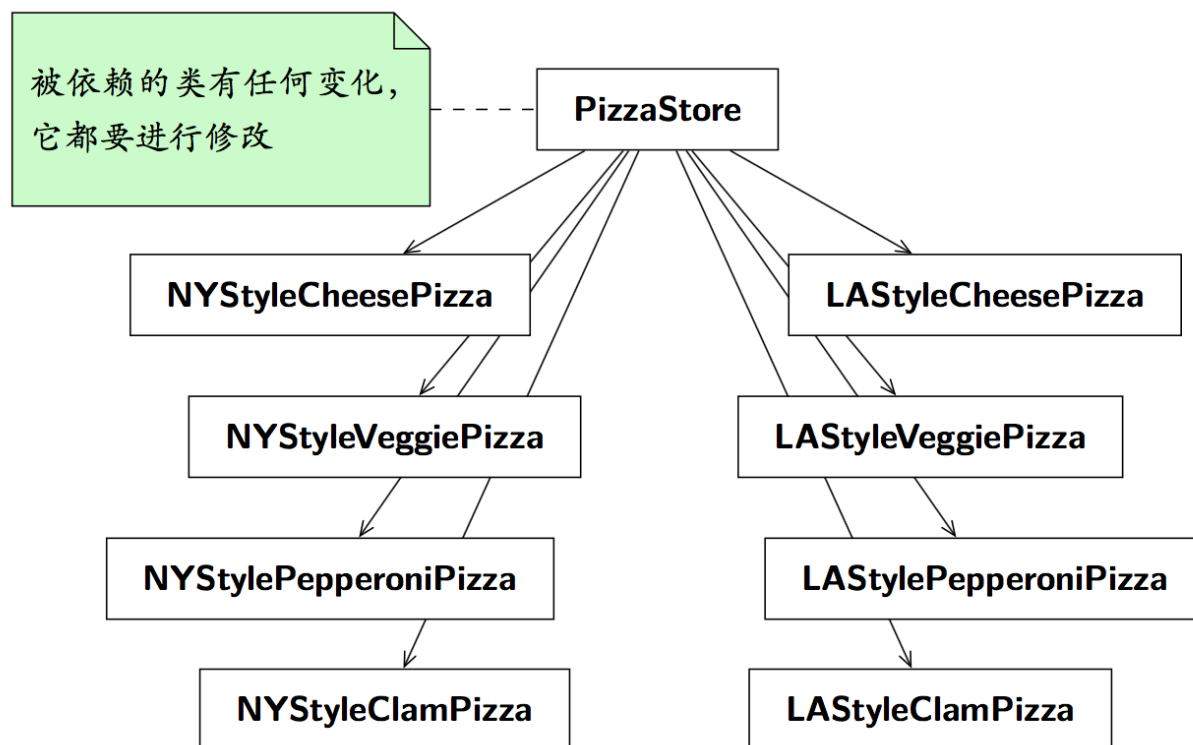 被依赖的类有任何变化，
它都要进行修改
PizzaStore
NYStyleCheesePizza
LAStyleCheesePizza
NYStyleVeggiePizza
LAStyleVeggiePizza
NYStylePepperoniPizza
LAStylePepperoniPizza
NYStyleClamPizza
LAStyleClamPizza